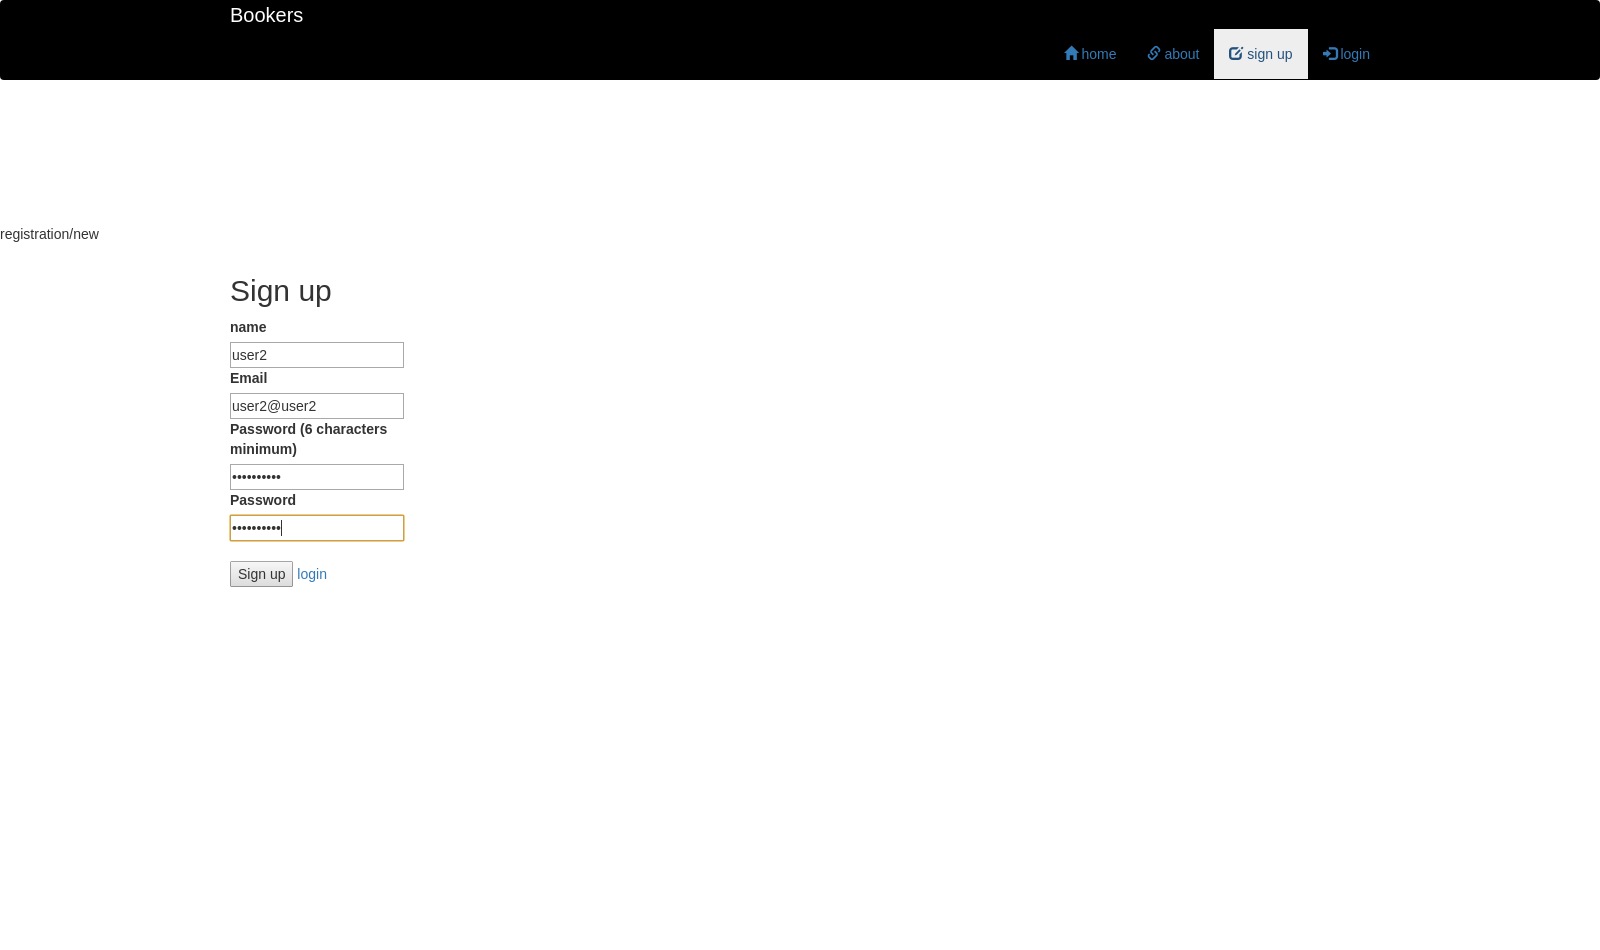 Bookers
home about sign up login
registration/new
Sign up
name
user2
Email
user2@user2
Password (6 characters
minimum)
••••••••••
Password
••••••••••
Sign up login